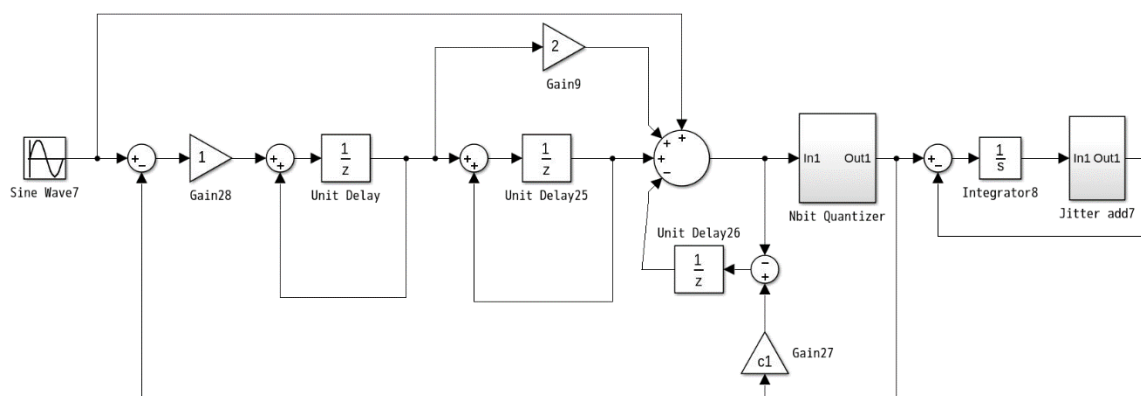 2
Gain9
+
+
+
−
Sine Wave7
+
−
1
Gain28
+
+
1
z
Unit Delay
+
+
1
z
Unit Delay25
In1 Out1
Nbit Quantizer
+
−
1
s
Integrator8
In1 Out1
Jitter add7
Unit Delay26
1
z
−
+
c1
Gain27